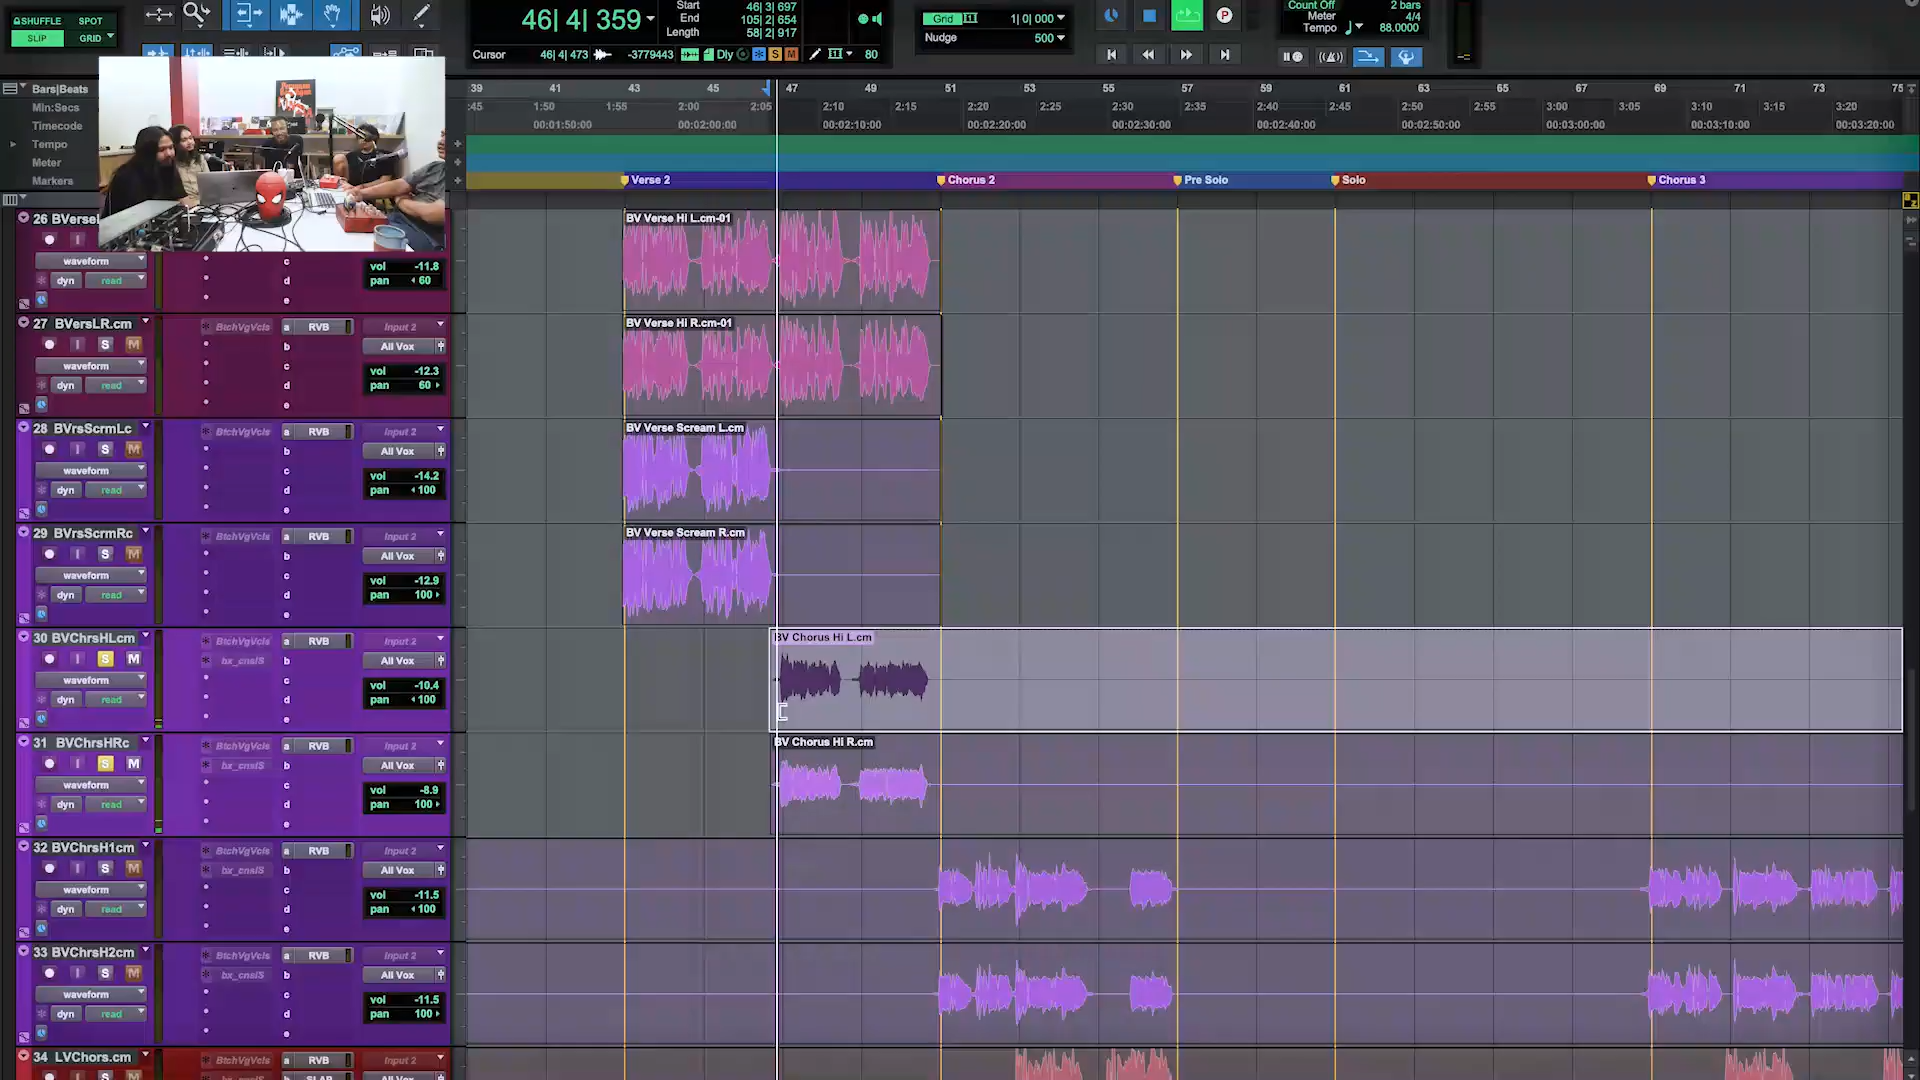 SHUFFLE SPOT
SLIP GRID
46| 4| 359
Start 46| 3| 697
End 105| 2| 654
Length 58| 2| 917
Cursor 46| 4| 473 -3779443 Dly S M 80
Grid 1| 0| 000
Nudge 500
P
Count Off 2 bars
Meter 4/4
Tempo 88.0000
Bars|Beats
39 41 43 45 47 49 51 53 55 57 59 61 63 65 67 69 71 73 75
Min:Secs
:45 1:50 1:55 2:00 2:05 2:10 2:15 2:20 2:25 2:30 2:35 2:40 2:45 2:50 2:55 3:00 3:05 3:10 3:15 3:20
Timecode
00:01:50:00 00:02:00:00 00:02:10:00 00:02:20:00 00:02:30:00 00:02:40:00 00:02:50:00 00:03:00:00 00:03:10:00 00:03:20:00
Tempo
Meter
Markers
Verse 2 Chorus 2 Pre Solo Solo Chorus 3
26 BVerse
BV Verse Hi L.cm-01
I
waveform c
vol -11.8
dyn read d
pan 60
e
27 BVersLR.cm BtchVgVcls a RVB Input 2
BV Verse Hi R.cm-01
I S M b All Vox
waveform c vol -12.3
dyn read d pan 60
e
28 BVrsScrmLc BtchVgVcls a RVB Input 2
BV Verse Scream L.cm
I S M b All Vox
waveform c vol -14.2
dyn read d pan 100
e
29 BVrsScrmRc BtchVgVcls a RVB Input 2
BV Verse Scream R.cm
I S M b All Vox
waveform c vol -12.9
dyn read d pan 100
e
30 BVChrsHLcm BtchVgVcls a RVB Input 2
BV Chorus Hi L.cm
I S M bx_cnslS b All Vox
waveform c vol -10.4
dyn read d pan 100
e
31 BVChrsHRc BtchVgVcls a RVB Input 2
BV Chorus Hi R.cm
I S M bx_cnslS b All Vox
waveform c vol -8.9
dyn read d pan 100
e
32 BVChrsH1cm BtchVgVcls a RVB Input 2
I S M bx_cnslS b All Vox
waveform c vol -11.5
dyn read d pan 100
e
33 BVChrsH2cm BtchVgVcls a RVB Input 2
I S M bx_cnslS b All Vox
waveform c vol -11.5
dyn read d pan 100
e
34 LVChors.cm BtchVgVcls a RVB Input 2
I S M bx_cnslS b SLAP All Vox